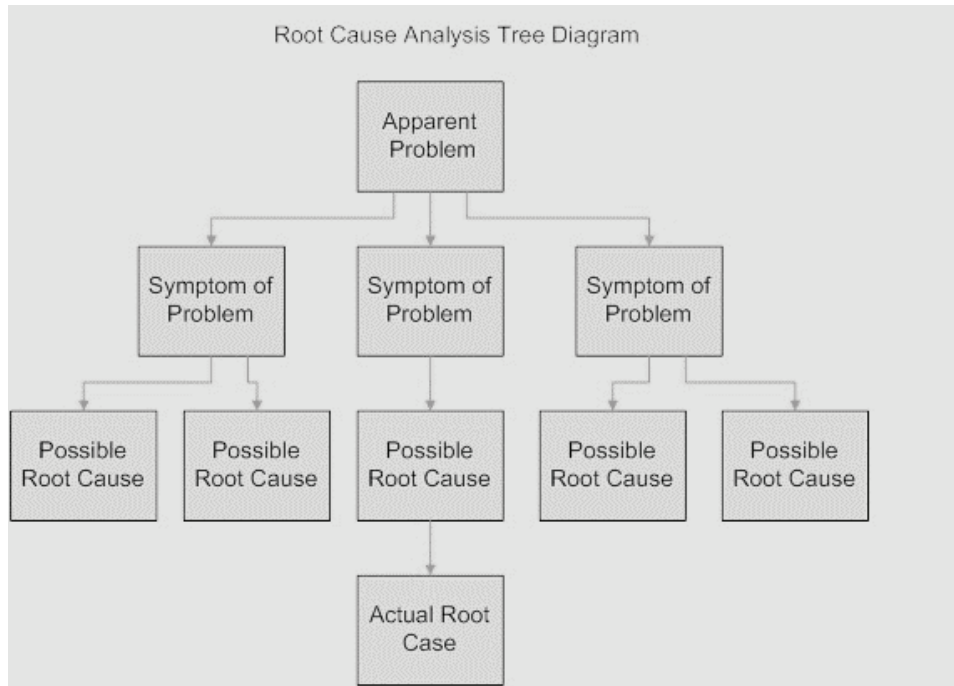 Root Cause Analysis Tree Diagram
Apparent
Problem
Symptom of
Problem
Symptom of
Problem
Symptom of
Problem
Possible
Root Cause
Possible
Root Cause
Possible
Root Cause
Possible
Root Cause
Possible
Root Cause
Actual Root
Case